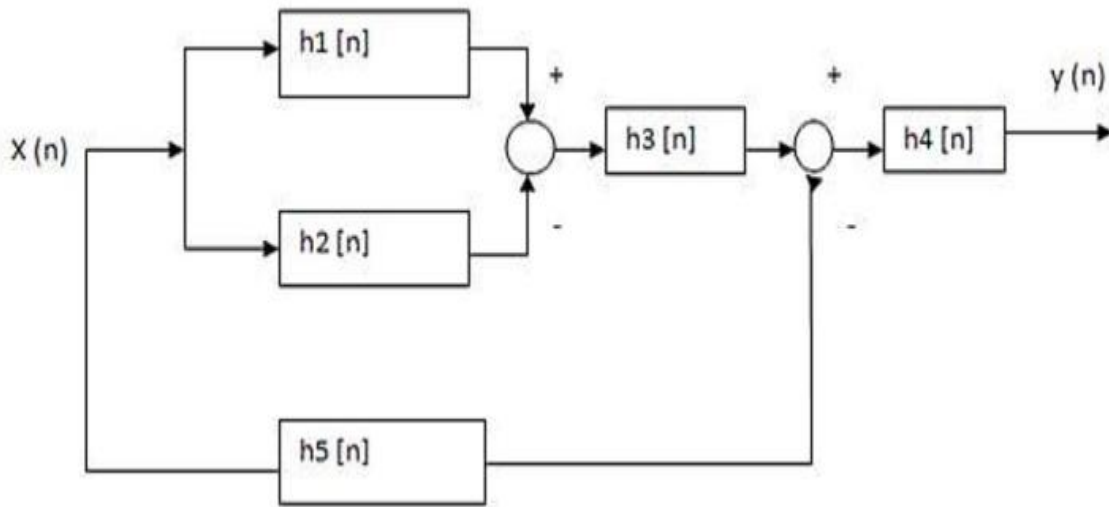 h1 [n]
+
+
y (n)
X (n)
h3 [n]
h4 [n]
h2 [n]
-
-
h5 [n]